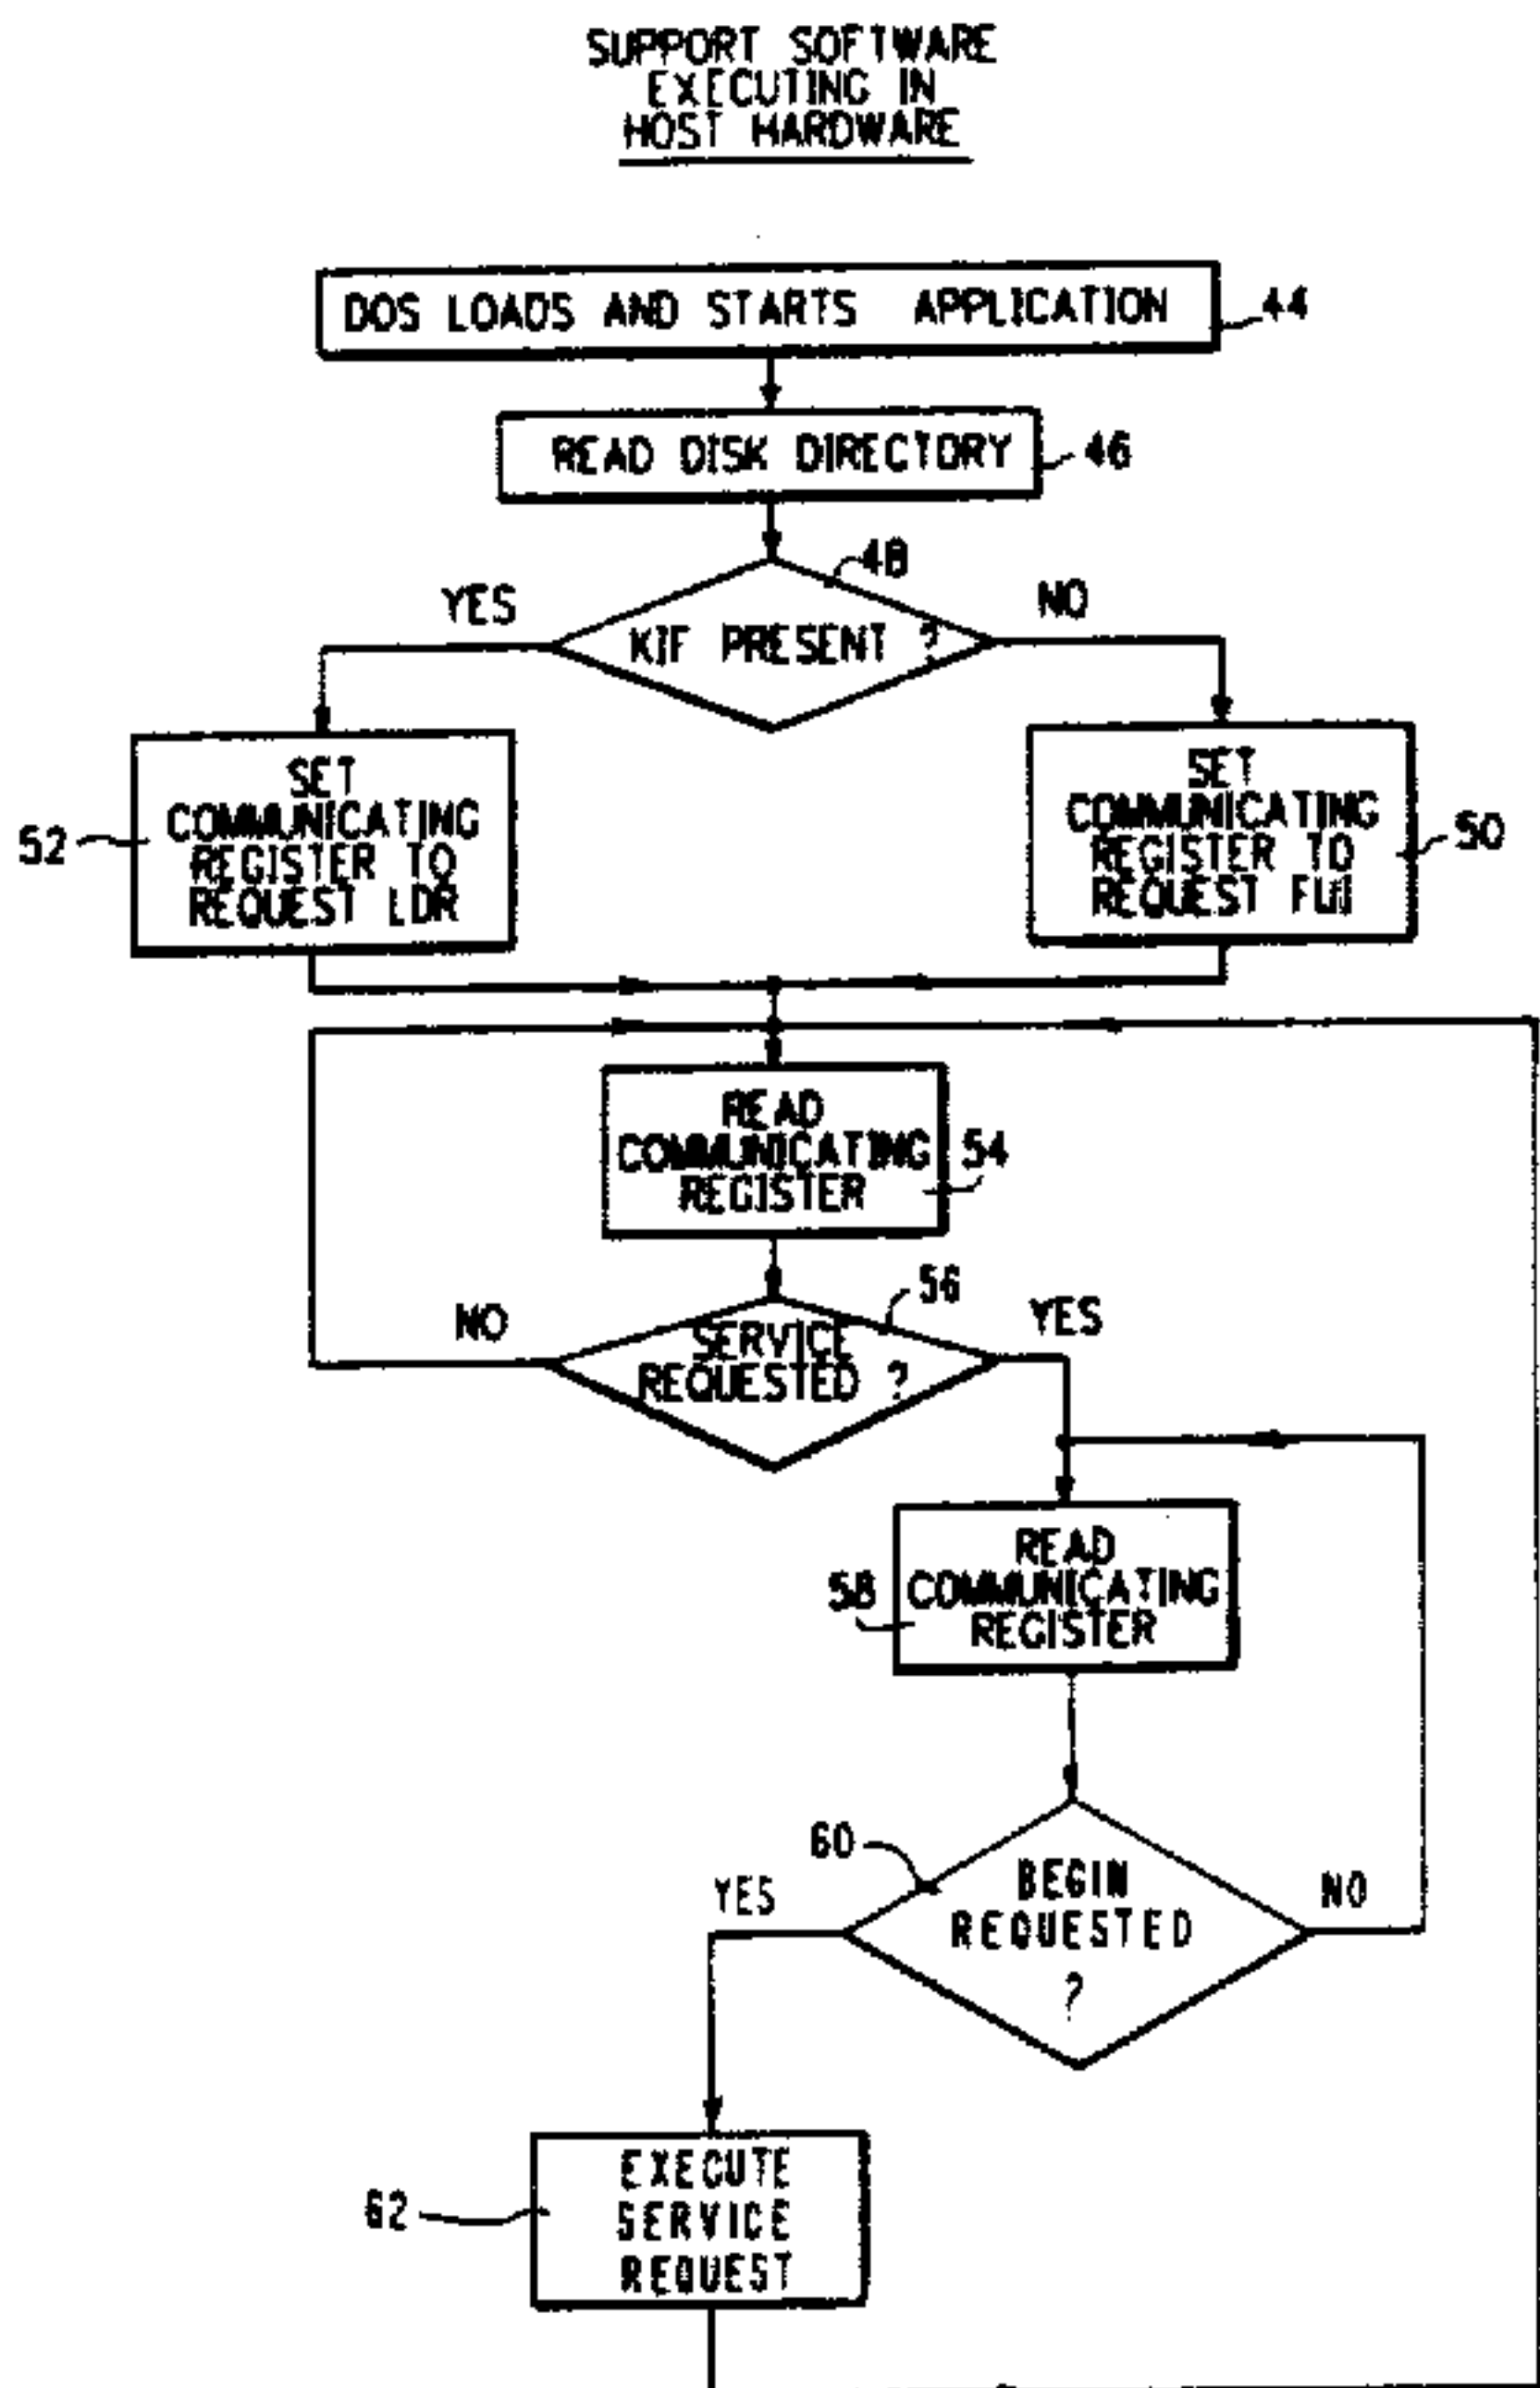 SUPPORT SOFTWARE
EXECUTING IN
HOST HARDWARE
DOS LOADS AND STARTS APPLICATION
44
READ DISK DIRECTORY
46
48
YES
NO
KIF PRESENT ?
SET
COMMUNICATING
REGISTER TO
REQUEST LDR
52
SET
COMMUNICATING
REGISTER TO
REQUEST
50
READ
COMMUNICATING
REGISTER
54
56
NO
YES
SERVICE
REQUESTED ?
READ
COMMUNICATING
REGISTER
58
60
YES
NO
BEGIN
REQUESTED
?
EXECUTE
SERVICE
REQUEST
62